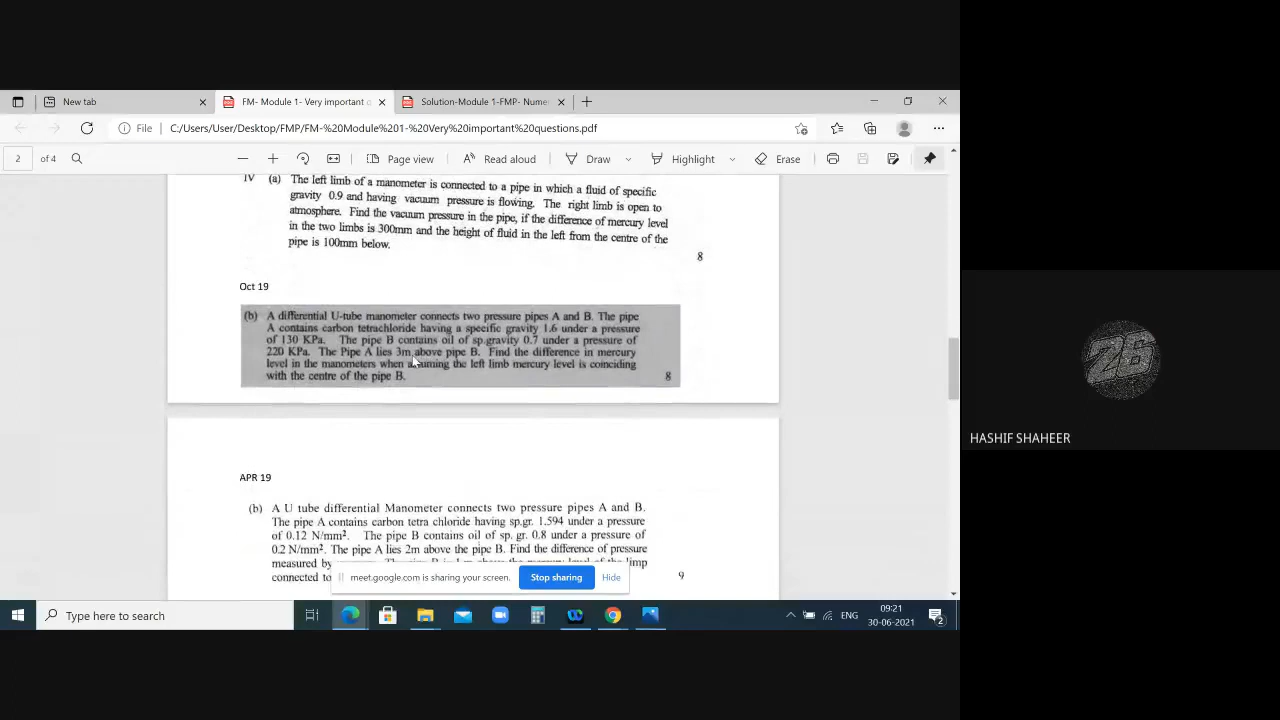 New tab
FM- Module 1- Very important
Solution-Module 1-FMP- Nume
File
C:/Users/User/Desktop/FMP/FM-%20Module%201-%20Very%20important%20questions.pdf
2 of 4
Page view
Read aloud
Draw
Highlight
Erase
IV (a) The left limb of a manometer is connected to a pipe in which a fluid of specific
gravity 0.9 and having vacuum pressure is flowing. The right limb is open to
atmosphere. Find the vacuum pressure in the pipe, if the difference of mercury level
in the two limbs is 300mm and the height of fluid in the left from the centre of the
pipe is 100mm below.
8
Oct 19
(b) A differential U-tube manometer connects two pressure pipes A and B. The pipe
A contains carbon tetrachloride having a specific gravity 1.6 under a pressure
of 130 KPa. The pipe B contains oil of sp.gravity 0.7 under a pressure of
220 KPa. The Pipe A lies 3m above pipe B. Find the difference in mercury
level in the manometers when assuming the left limb mercury level is coinciding
with the centre of the pipe B.
8
APR 19
(b) A U tube differential Manometer connects two pressure pipes A and B.
The pipe A contains carbon tetra chloride having sp.gr. 1.594 under a pressure
of 0.12 N/mm². The pipe B contains oil of sp. gr. 0.8 under a pressure of
0.2 N/mm². The pipe A lies 2m above the pipe B. Find the difference of pressure
measured by
connected to
9
meet.google.com is sharing your screen.
Stop sharing
Hide
Type here to search
ENG
09:21
30-06-2021
2
26
HASHIF SHAHEER